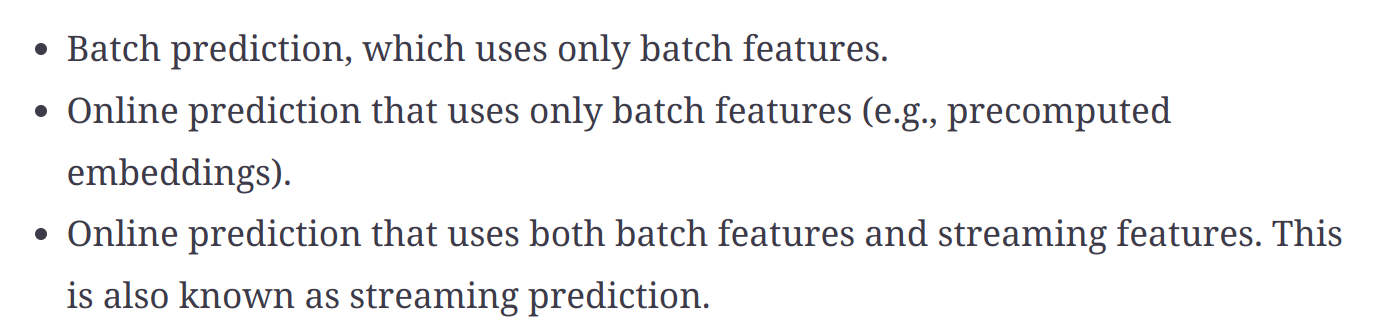 • Batch prediction, which uses only batch features.
• Online prediction that uses only batch features (e.g., precomputed
embeddings).
• Online prediction that uses both batch features and streaming features. This
is also known as streaming prediction.